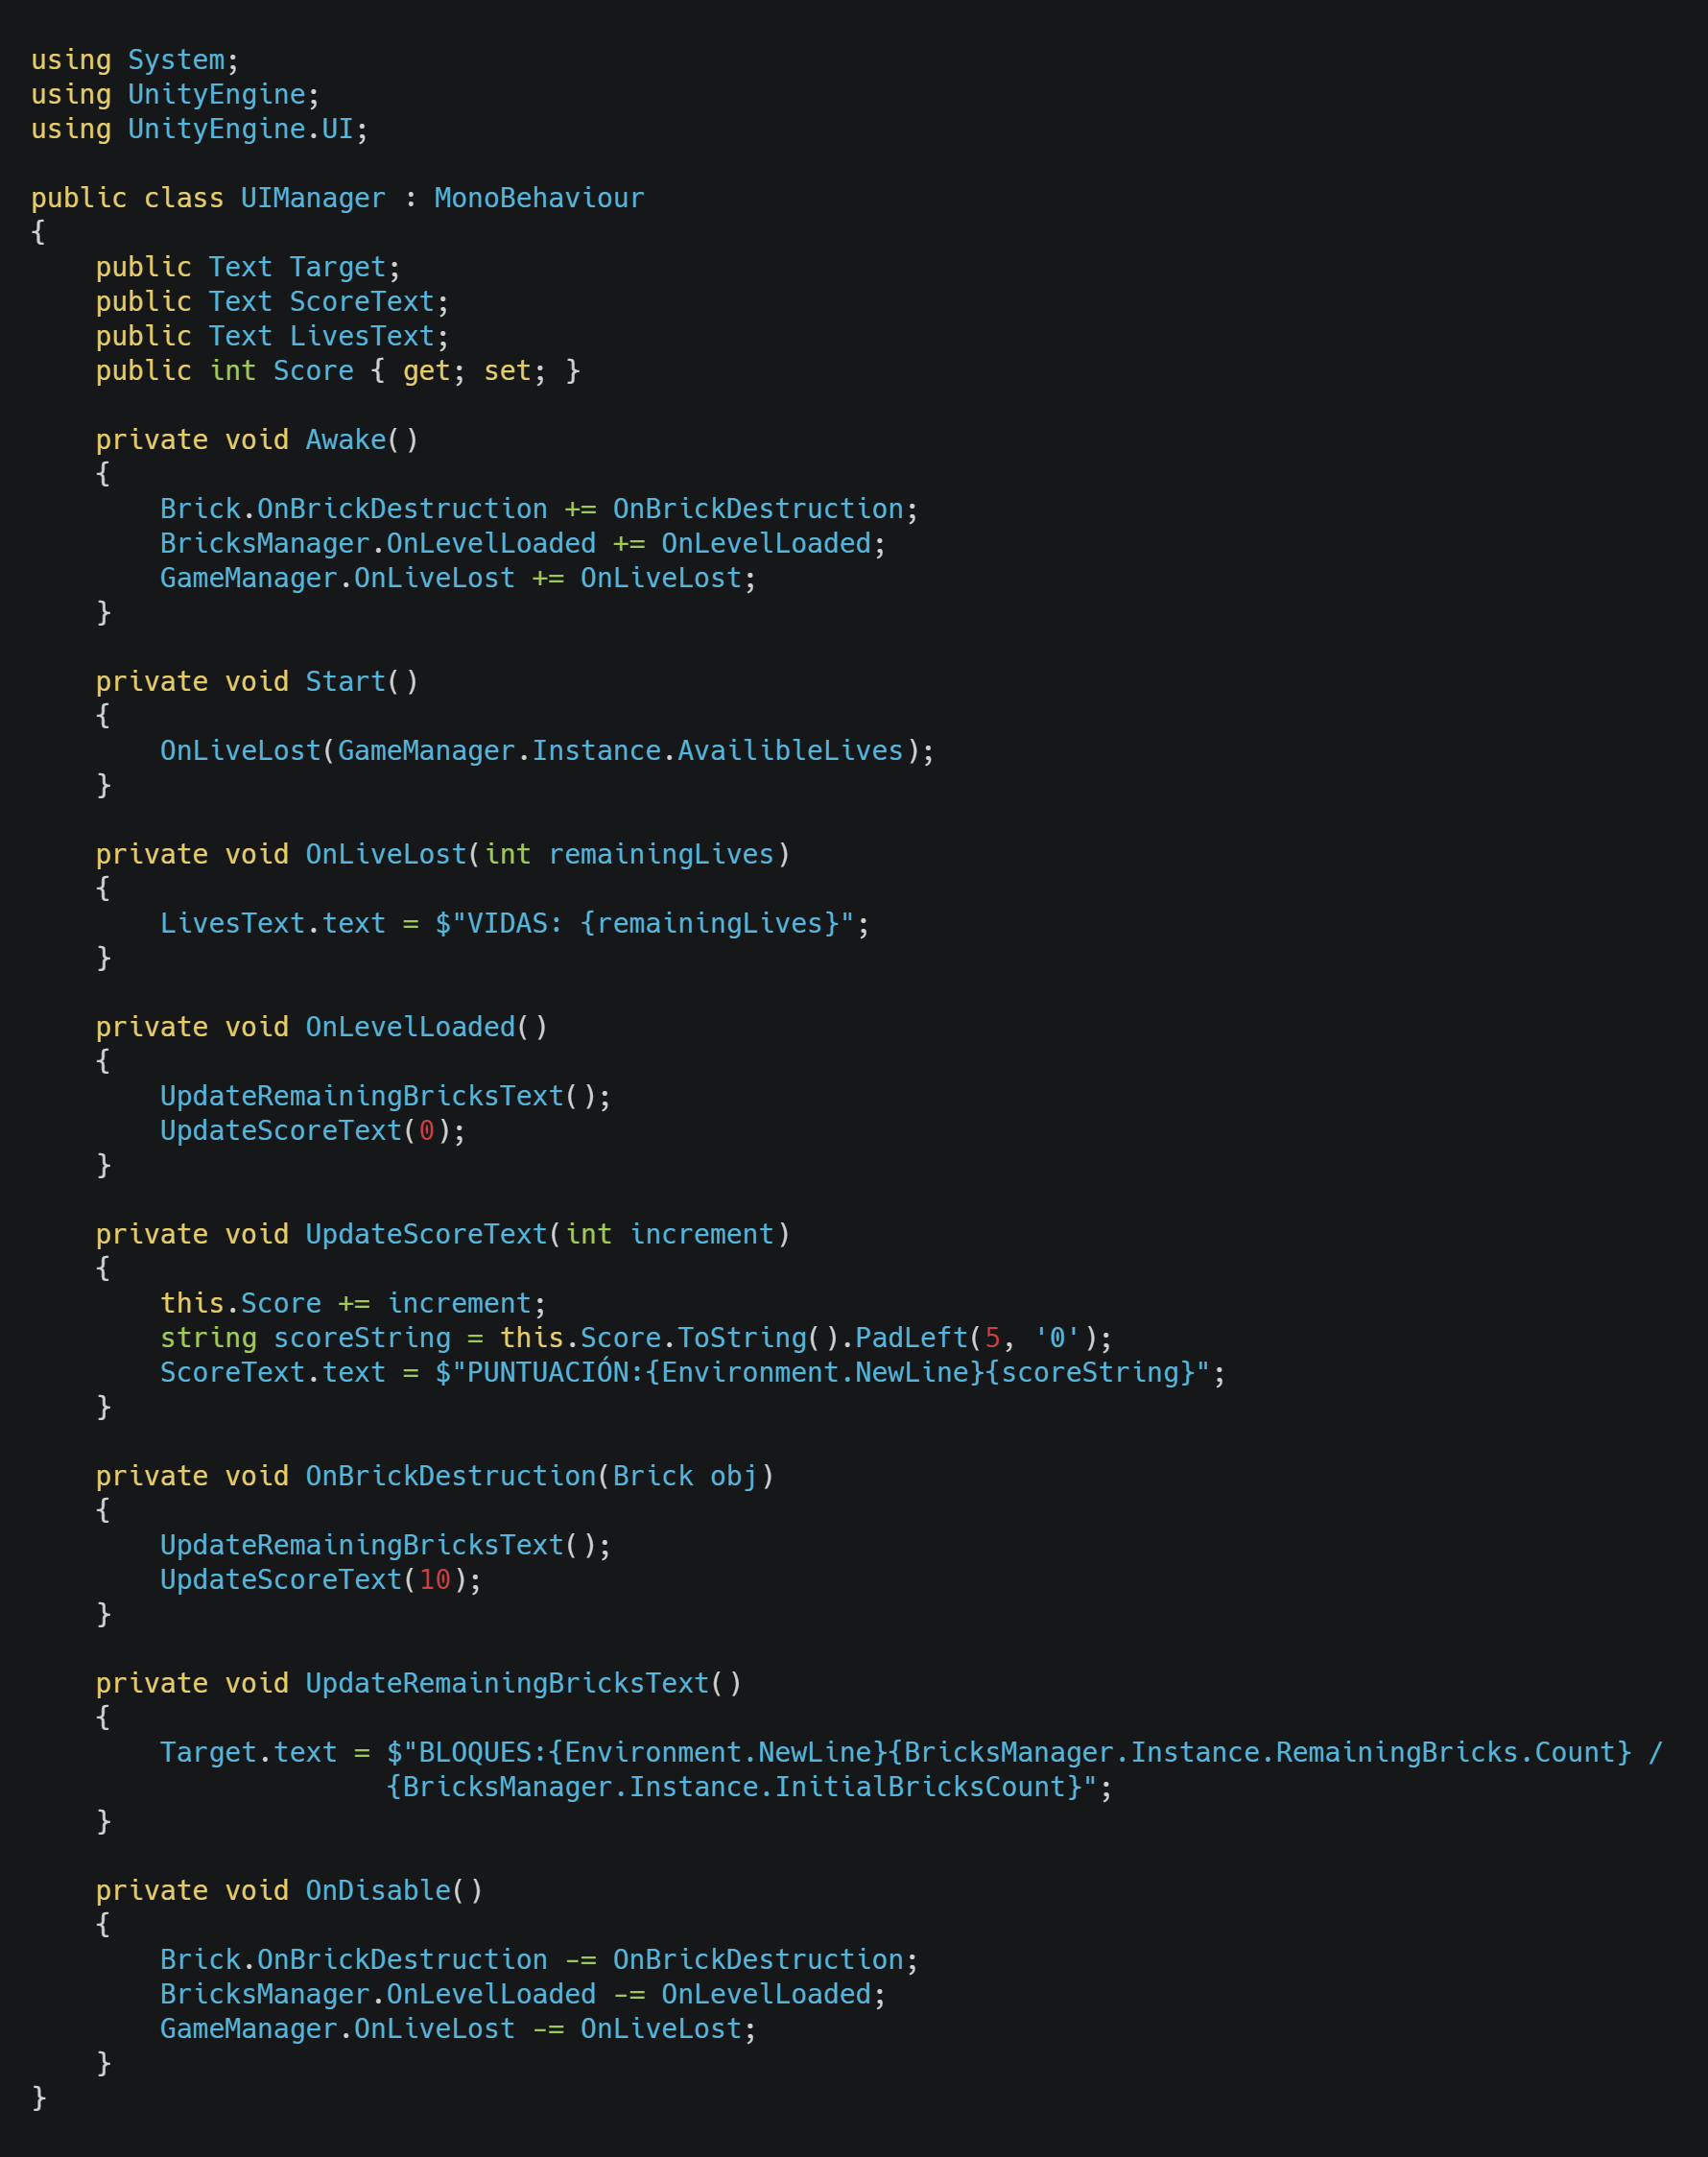 using System;
using UnityEngine;
using UnityEngine.UI;

public class UIManager : MonoBehaviour
{
    public Text Target;
    public Text ScoreText;
    public Text LivesText;
    public int Score { get; set; }

    private void Awake()
    {
        Brick.OnBrickDestruction += OnBrickDestruction;
        BricksManager.OnLevelLoaded += OnLevelLoaded;
        GameManager.OnLiveLost += OnLiveLost;
    }

    private void Start()
    {
        OnLiveLost(GameManager.Instance.AvailibleLives);
    }

    private void OnLiveLost(int remainingLives)
    {
        LivesText.text = $"VIDAS: {remainingLives}";
    }

    private void OnLevelLoaded()
    {
        UpdateRemainingBricksText();
        UpdateScoreText(0);
    }

    private void UpdateScoreText(int increment)
    {
        this.Score += increment;
        string scoreString = this.Score.ToString().PadLeft(5, '0');
        ScoreText.text = $"PUNTUACIÓN:{Environment.NewLine}{scoreString}";
    }

    private void OnBrickDestruction(Brick obj)
    {
        UpdateRemainingBricksText();
        UpdateScoreText(10);
    }

    private void UpdateRemainingBricksText()
    {
        Target.text = $"BLOQUES:{Environment.NewLine}{BricksManager.Instance.RemainingBricks.Count} /
                      {BricksManager.Instance.InitialBricksCount}";
    }

    private void OnDisable()
    {
        Brick.OnBrickDestruction -= OnBrickDestruction;
        BricksManager.OnLevelLoaded -= OnLevelLoaded;
        GameManager.OnLiveLost -= OnLiveLost;
    }
}